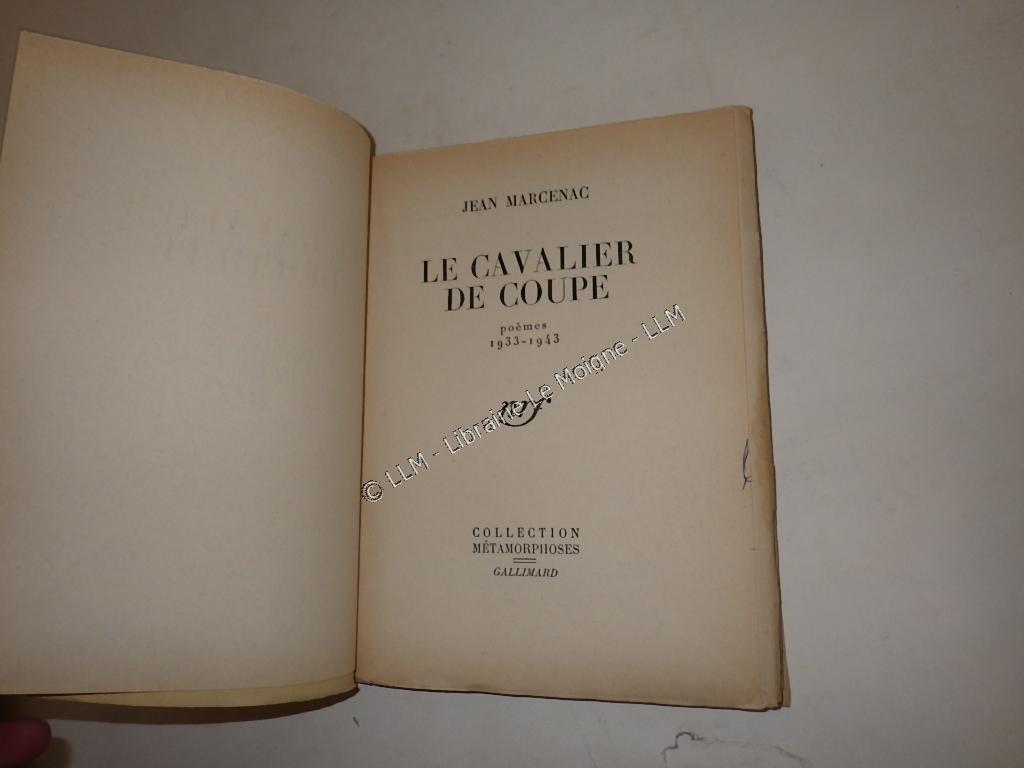 JEAN MARCENAC
LE CAVALIER
DE COUPE
poèmes
1933-1943
nrf
© LLM - Librairie Le Moigne - LLM
COLLECTION
MÉTAMORPHOSES
GALLIMARD